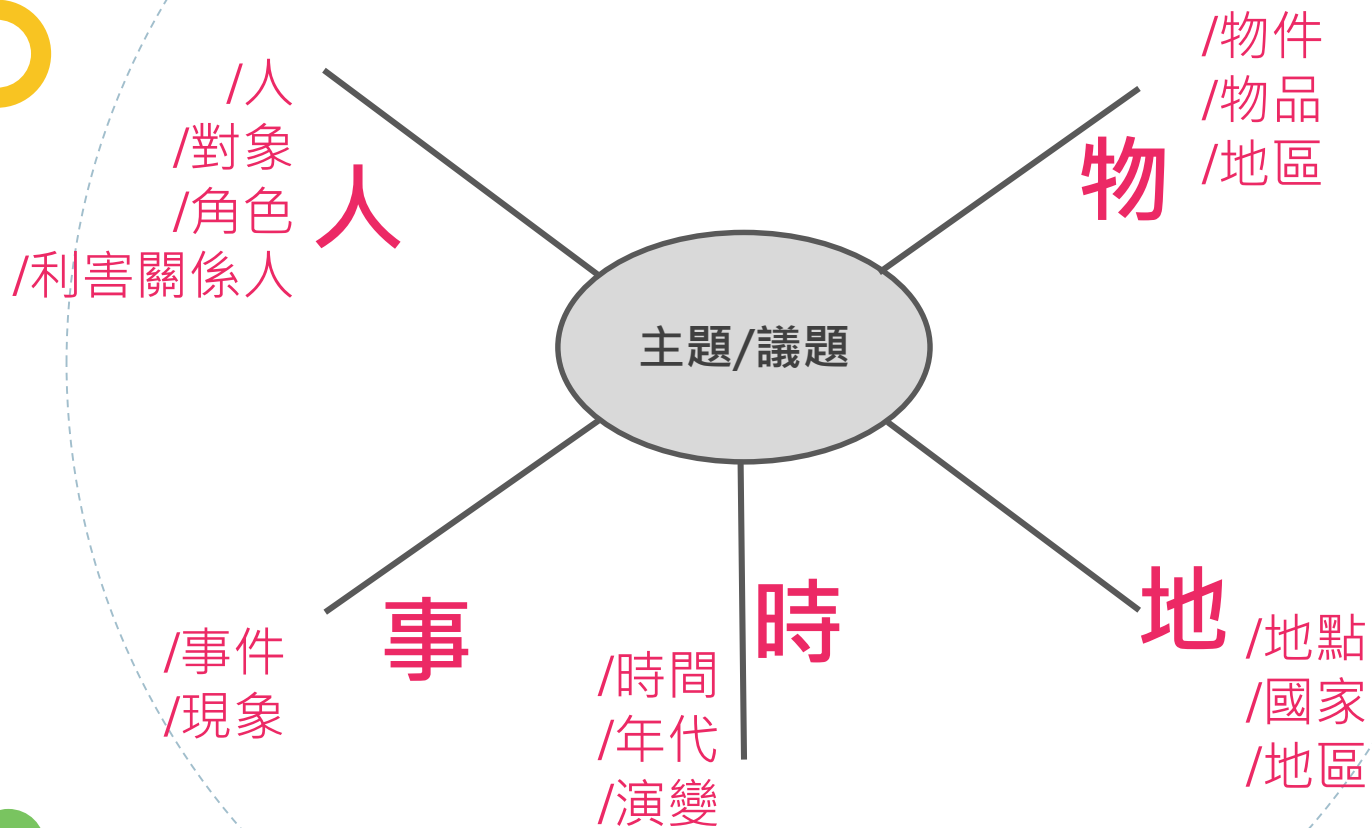 /人
/對象
/角色
/利害關係人
人
/物件
/物品
/地區
物
主題/議題
/事件
/現象
事
/時間
/年代
/演變
時
地
/地點
/國家
/地區